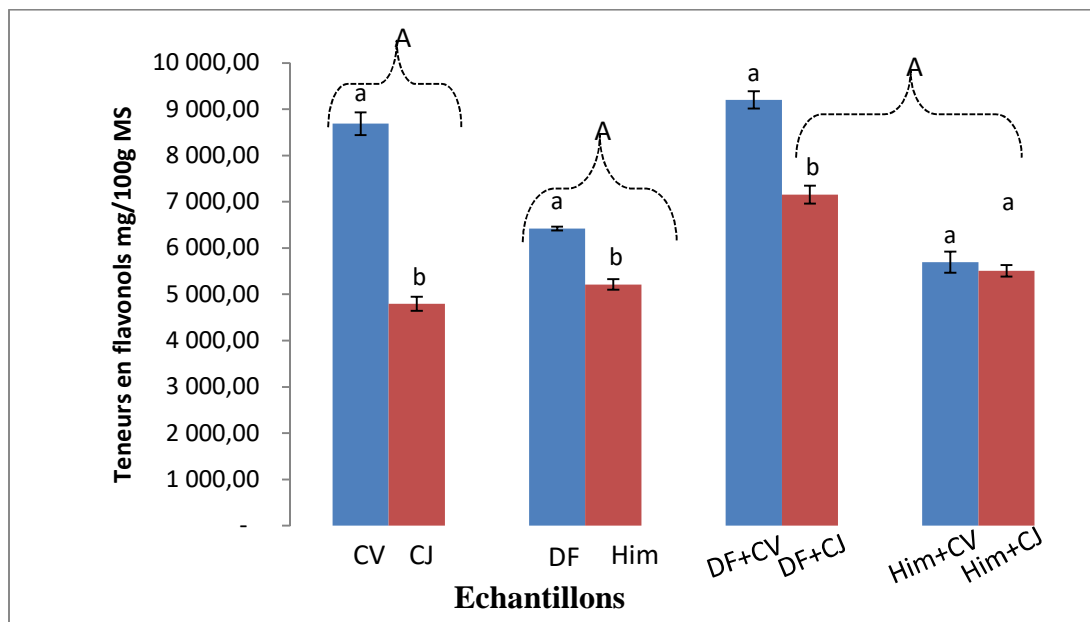 Teneurs en flavonols mg/100g MS
10 000,00
9 000,00
8 000,00
7 000,00
6 000,00
5 000,00
4 000,00
3 000,00
2 000,00
1 000,00
-
A
a
b
A
a
b
a
A
b
a
a
CV CJ DF Him DF+CV DF+CJ Him+CV Him+CJ
Echantillons